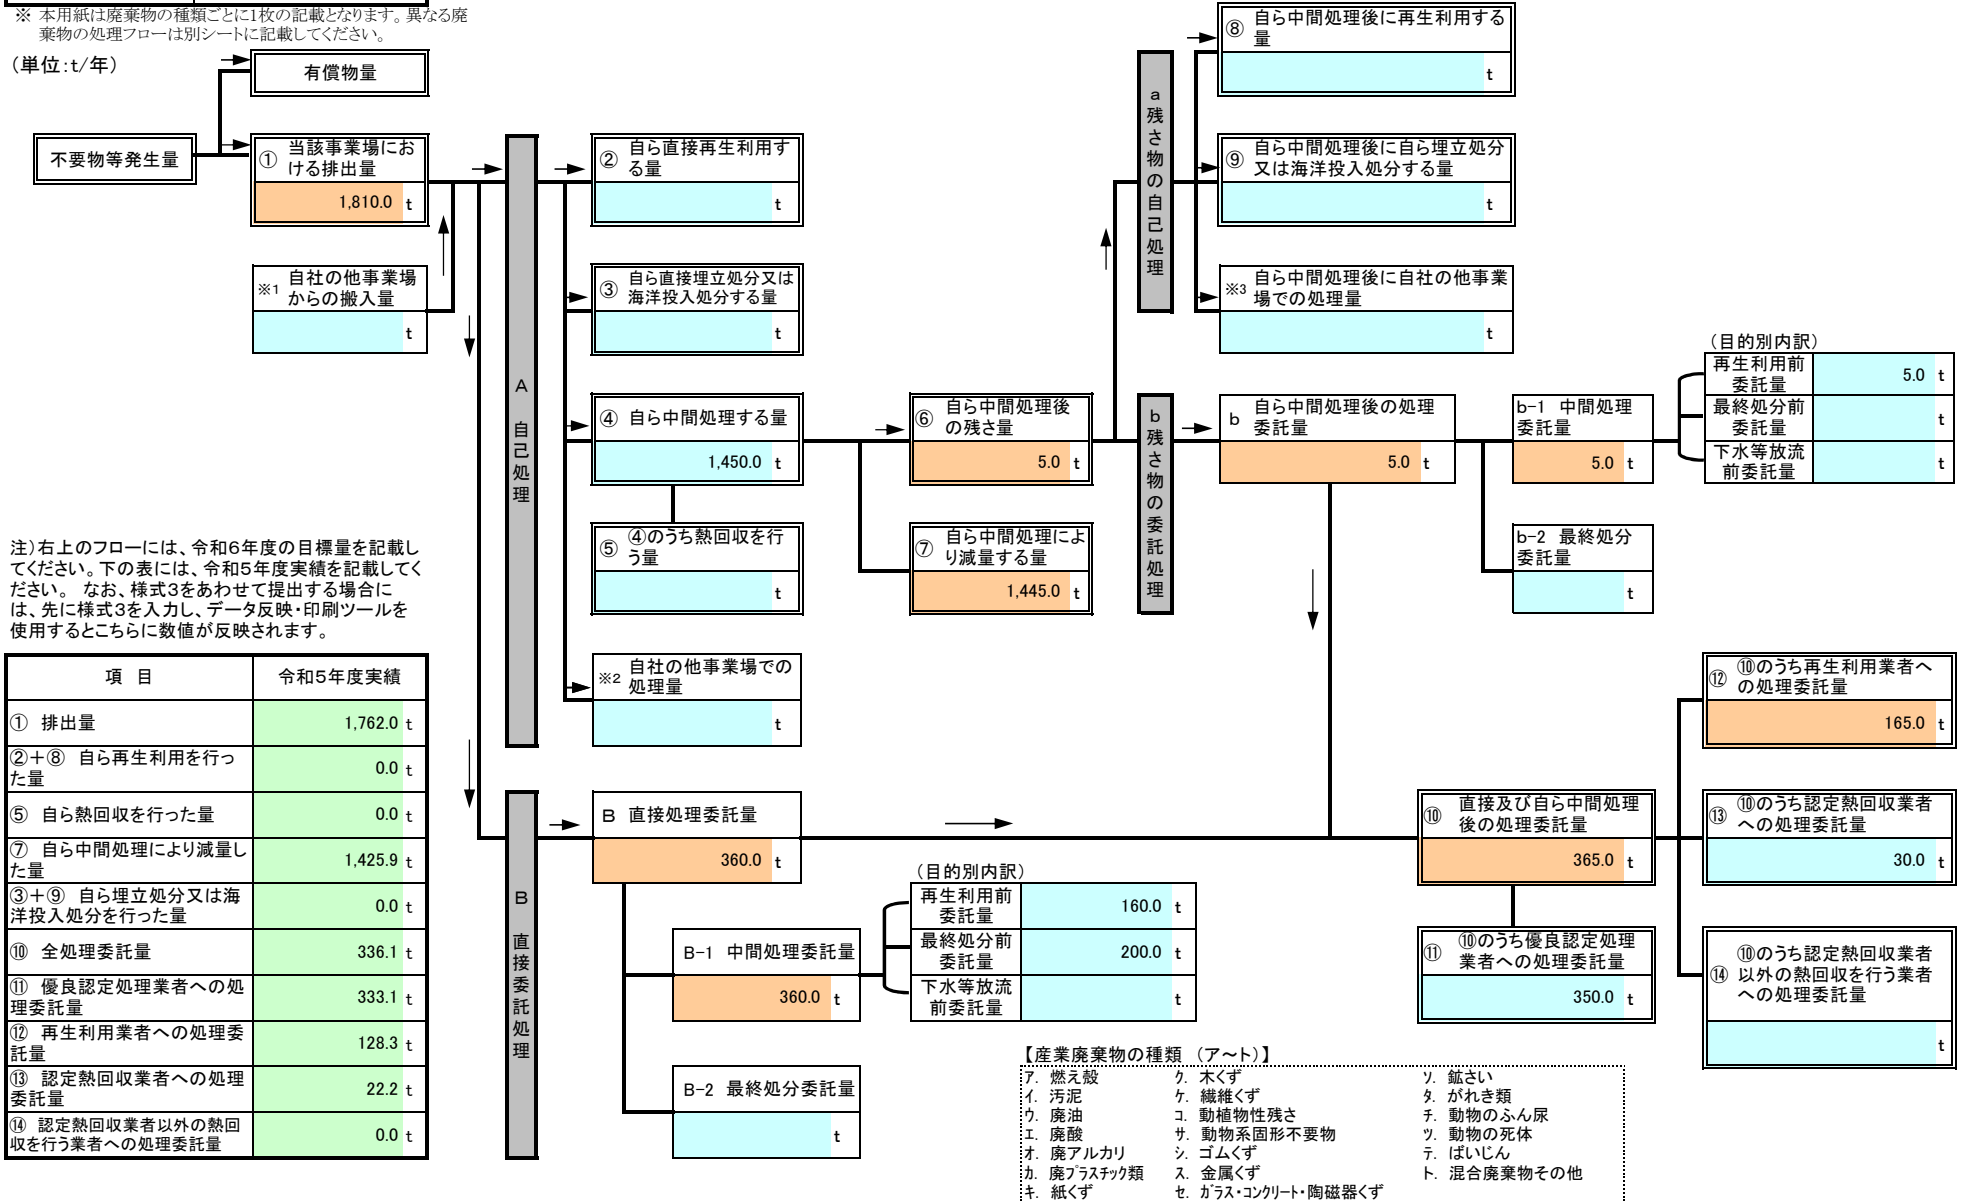 ※ 本用紙は廃棄物の種類ごとに1枚の記載となります。異なる廃
棄物の処理フローは別シートに記載してください。
(単位:t/年)
有償物量
不要物等発生量
① 当該事業場にお
ける排出量
1,810.0 t
※1 自社の他事業場
からの搬入量
t
A 自己処理
② 自ら直接再生利用す
る量
t
③ 自ら直接埋立処分又は
海洋投入処分する量
t
④ 自ら中間処理する量
1,450.0 t
⑤ ④のうち熱回収を行
う量
t
※2 自社の他事業場での
処理量
t
⑥ 自ら中間処理後
の残さ量
5.0 t
⑦ 自ら中間処理によ
り減量する量
1,445.0 t
a残さ物の自己処理
⑧ 自ら中間処理後に再生利用する
量
t
⑨ 自ら中間処理後に自ら埋立処分
又は海洋投入処分する量
t
※3 自ら中間処理後に自社の他事業
場での処理量
t
b残さ物の委託処理
b 自ら中間処理後の処理
委託量
5.0 t
b-1 中間処理
委託量
5.0 t
b-2 最終処分
委託量
t
(目的別内訳)
再生利用前
委託量
5.0 t
最終処分前
委託量
t
下水等放流
前委託量
t
注)右上のフローには、令和6年度の目標量を記載し
てください。下の表には、令和5年度実績を記載してく
ださい。 なお、様式3をあわせて提出する場合に
は、先に様式3を入力し、データ反映・印刷ツールを
使用するとこちらに数値が反映されます。
項 目 令和5年度実績
① 排出量 1,762.0 t
②+⑧ 自ら再生利用を行っ
た量 0.0 t
⑤ 自ら熱回収を行った量 0.0 t
⑦ 自ら中間処理により減量し
た量 1,425.9 t
③+⑨ 自ら埋立処分又は海
洋投入処分を行った量 0.0 t
⑩ 全処理委託量 336.1 t
⑪ 優良認定処理業者への処
理委託量 333.1 t
⑫ 再生利用業者への処理委
託量 128.3 t
⑬ 認定熱回収業者への処理
委託量 22.2 t
⑭ 認定熱回収業者以外の熱回
収を行う業者への処理委託量 0.0 t
B 直接委託処理
B 直接処理委託量
360.0 t
B-1 中間処理委託量
360.0 t
B-2 最終処分委託量
t
(目的別内訳)
再生利用前
委託量
160.0 t
最終処分前
委託量
200.0 t
下水等放流
前委託量
t
⑩ 直接及び自ら中間処理
後の処理委託量
365.0 t
⑪ ⑩のうち優良認定処理
業者への処理委託量
350.0 t
⑫ ⑩のうち再生利用業者へ
の処理委託量
165.0 t
⑬ ⑩のうち認定熱回収業者
への処理委託量
30.0 t
⑭ ⑩のうち認定熱回収業者
以外の熱回収を行う業者
への処理委託量
t
【産業廃棄物の種類 (ア~ト)】
ア. 燃え殻 ク. 木くず ソ. 鉱さい
イ. 汚泥 ケ. 繊維くず タ. がれき類
ウ. 廃油 コ. 動植物性残さ チ. 動物のふん尿
エ. 廃酸 サ. 動物系固形不要物 ツ. 動物の死体
オ. 廃アルカリ シ. ゴムくず テ. ばいじん
カ. 廃プラスチック類 ス. 金属くず ト. 混合廃棄物その他
キ. 紙くず セ. ガラス・コンクリート・陶磁器くず